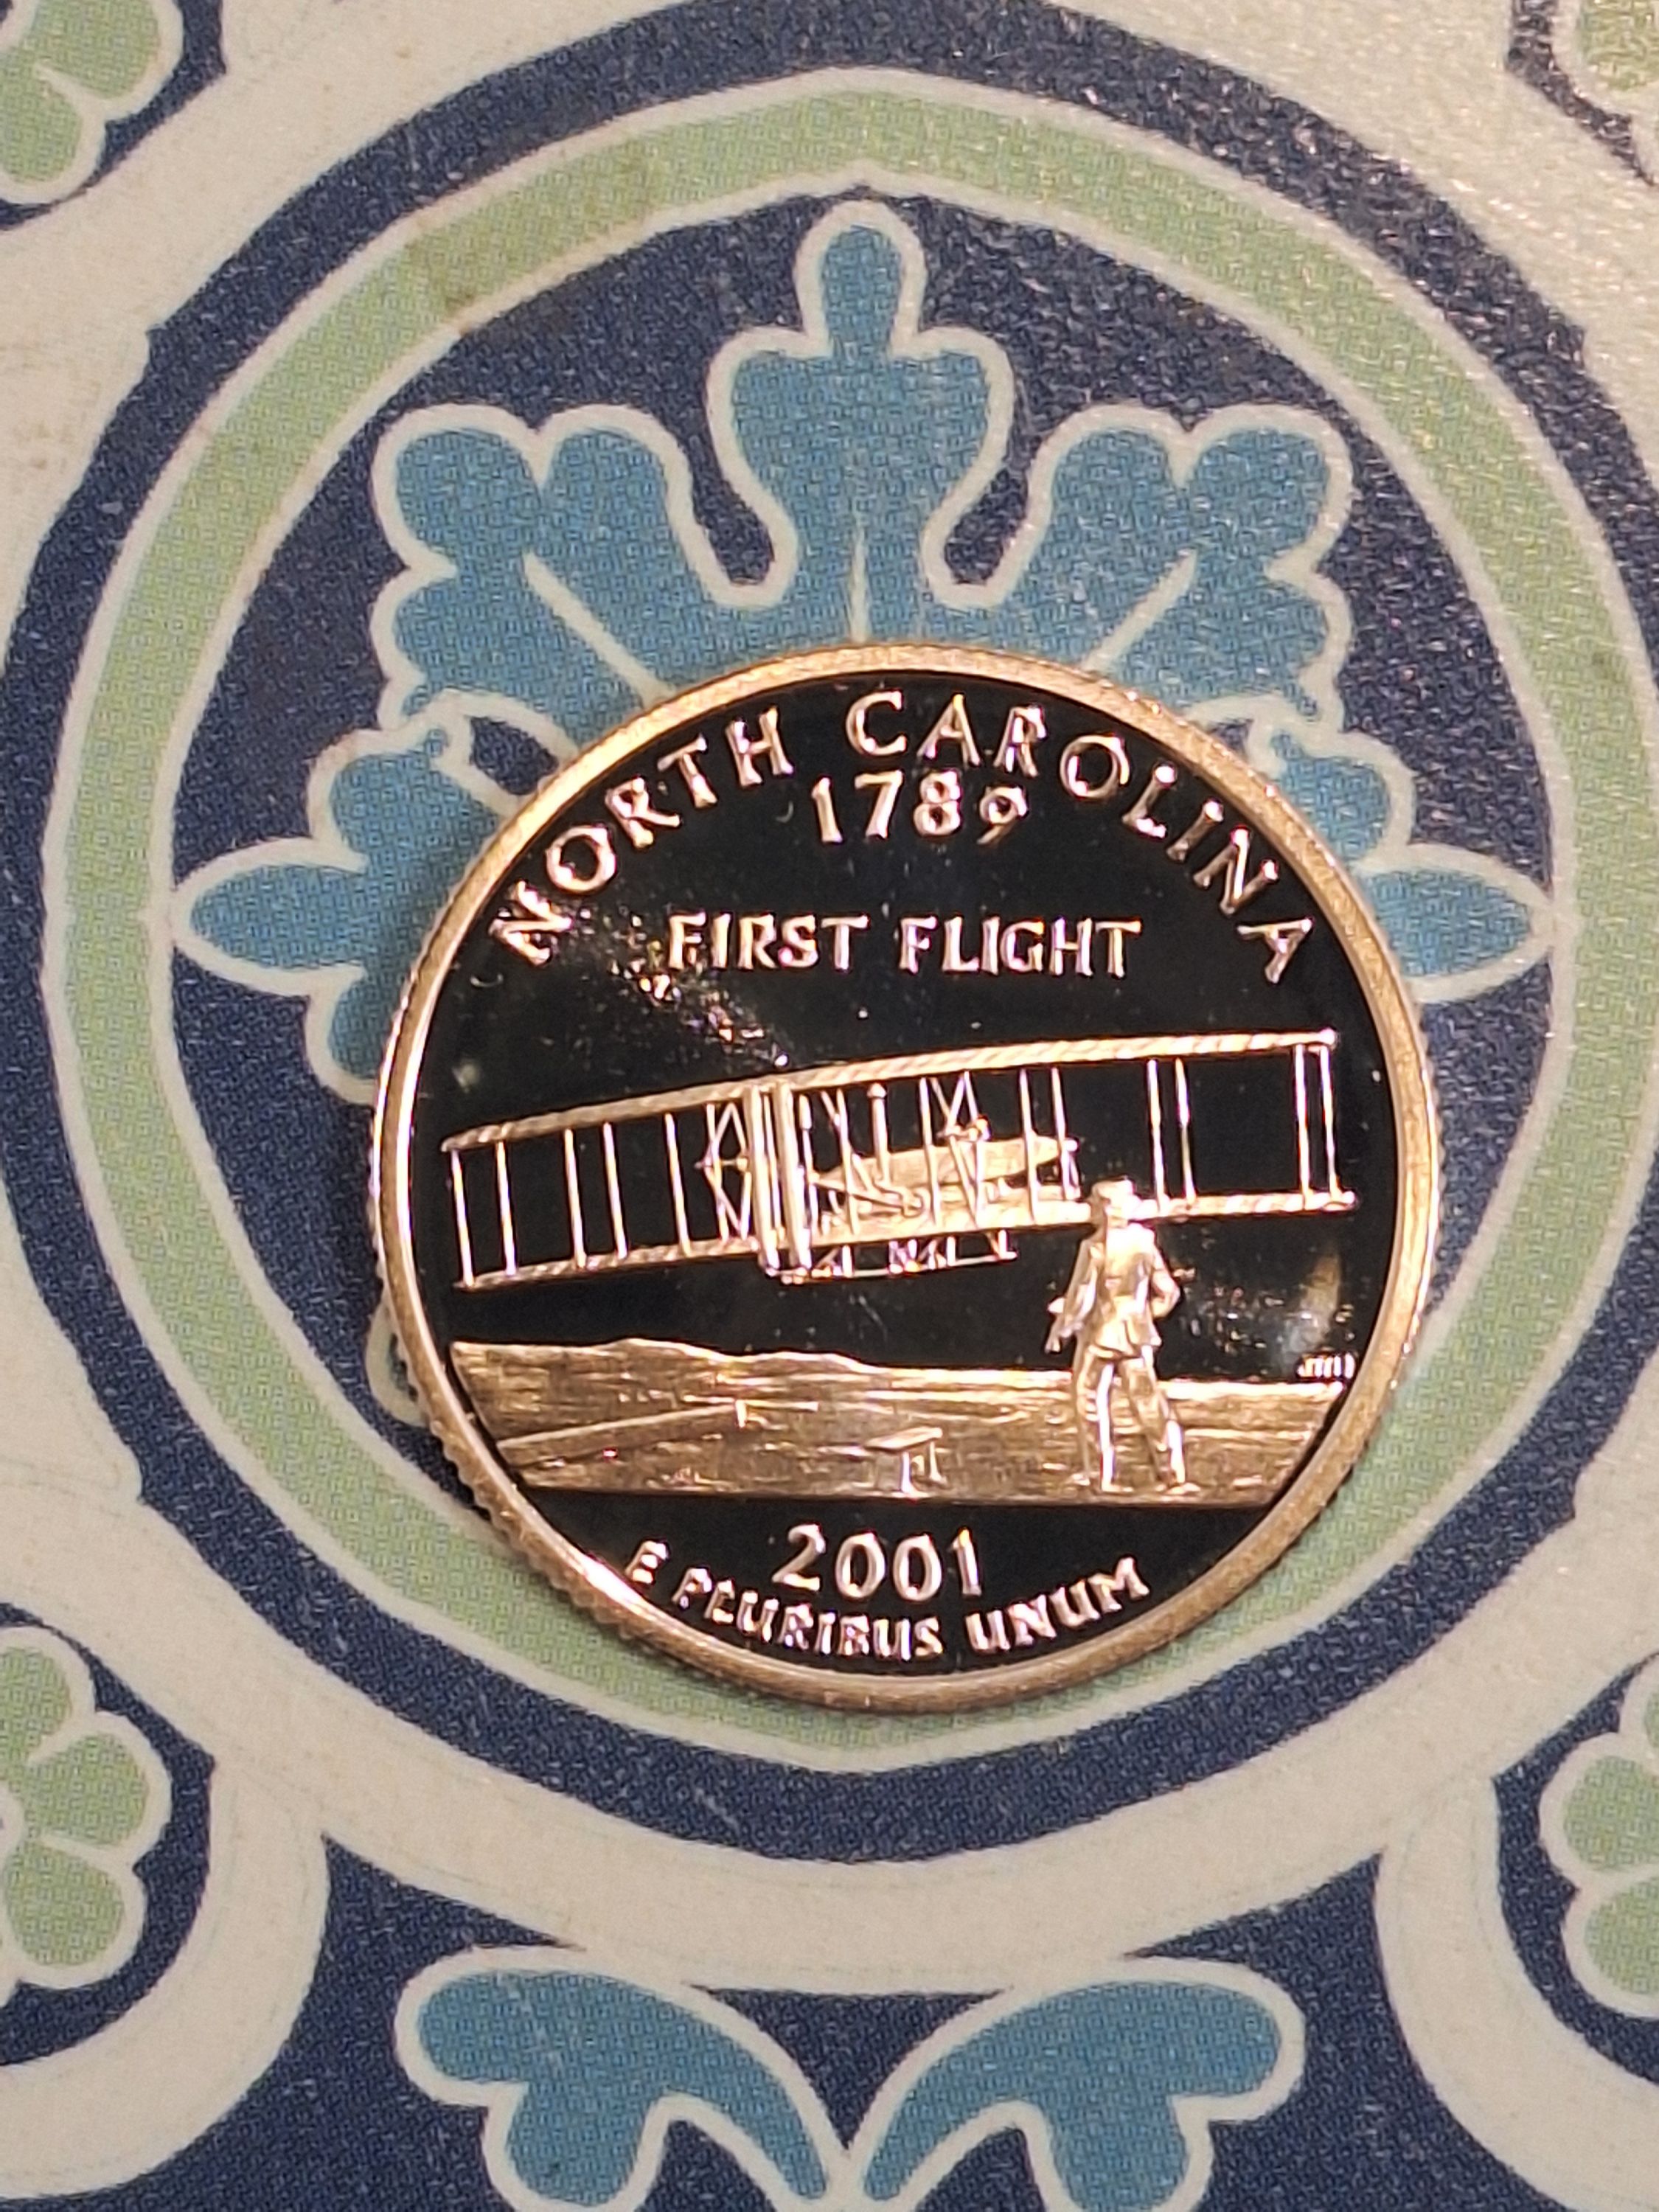 NORTH CAROLINA
1789
FIRST FLIGHT
2001
E PLURIBUS UNUM